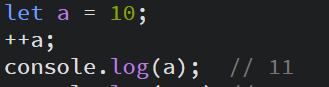 let a = 10;
++a;
console.log(a);  // 11